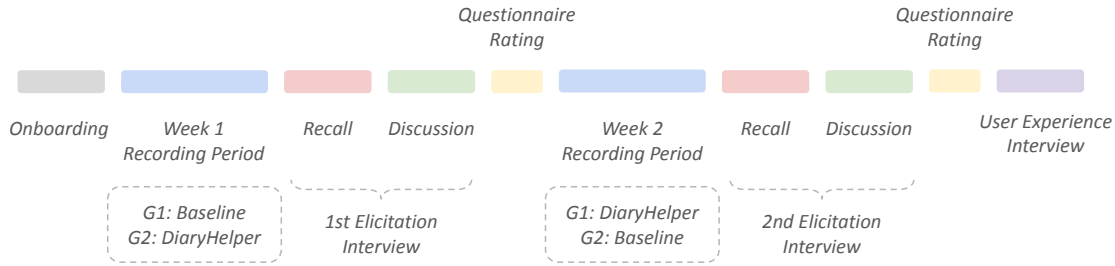 Questionnaire
Rating
Questionnaire
Rating
Onboarding
Week 1
Recording Period
Recall
Discussion
Week 2
Recording Period
Recall
Discussion
User Experience
Interview
G1: Baseline
G2: DiaryHelper
1st Elicitation
Interview
G1: DiaryHelper
G2: Baseline
2nd Elicitation
Interview